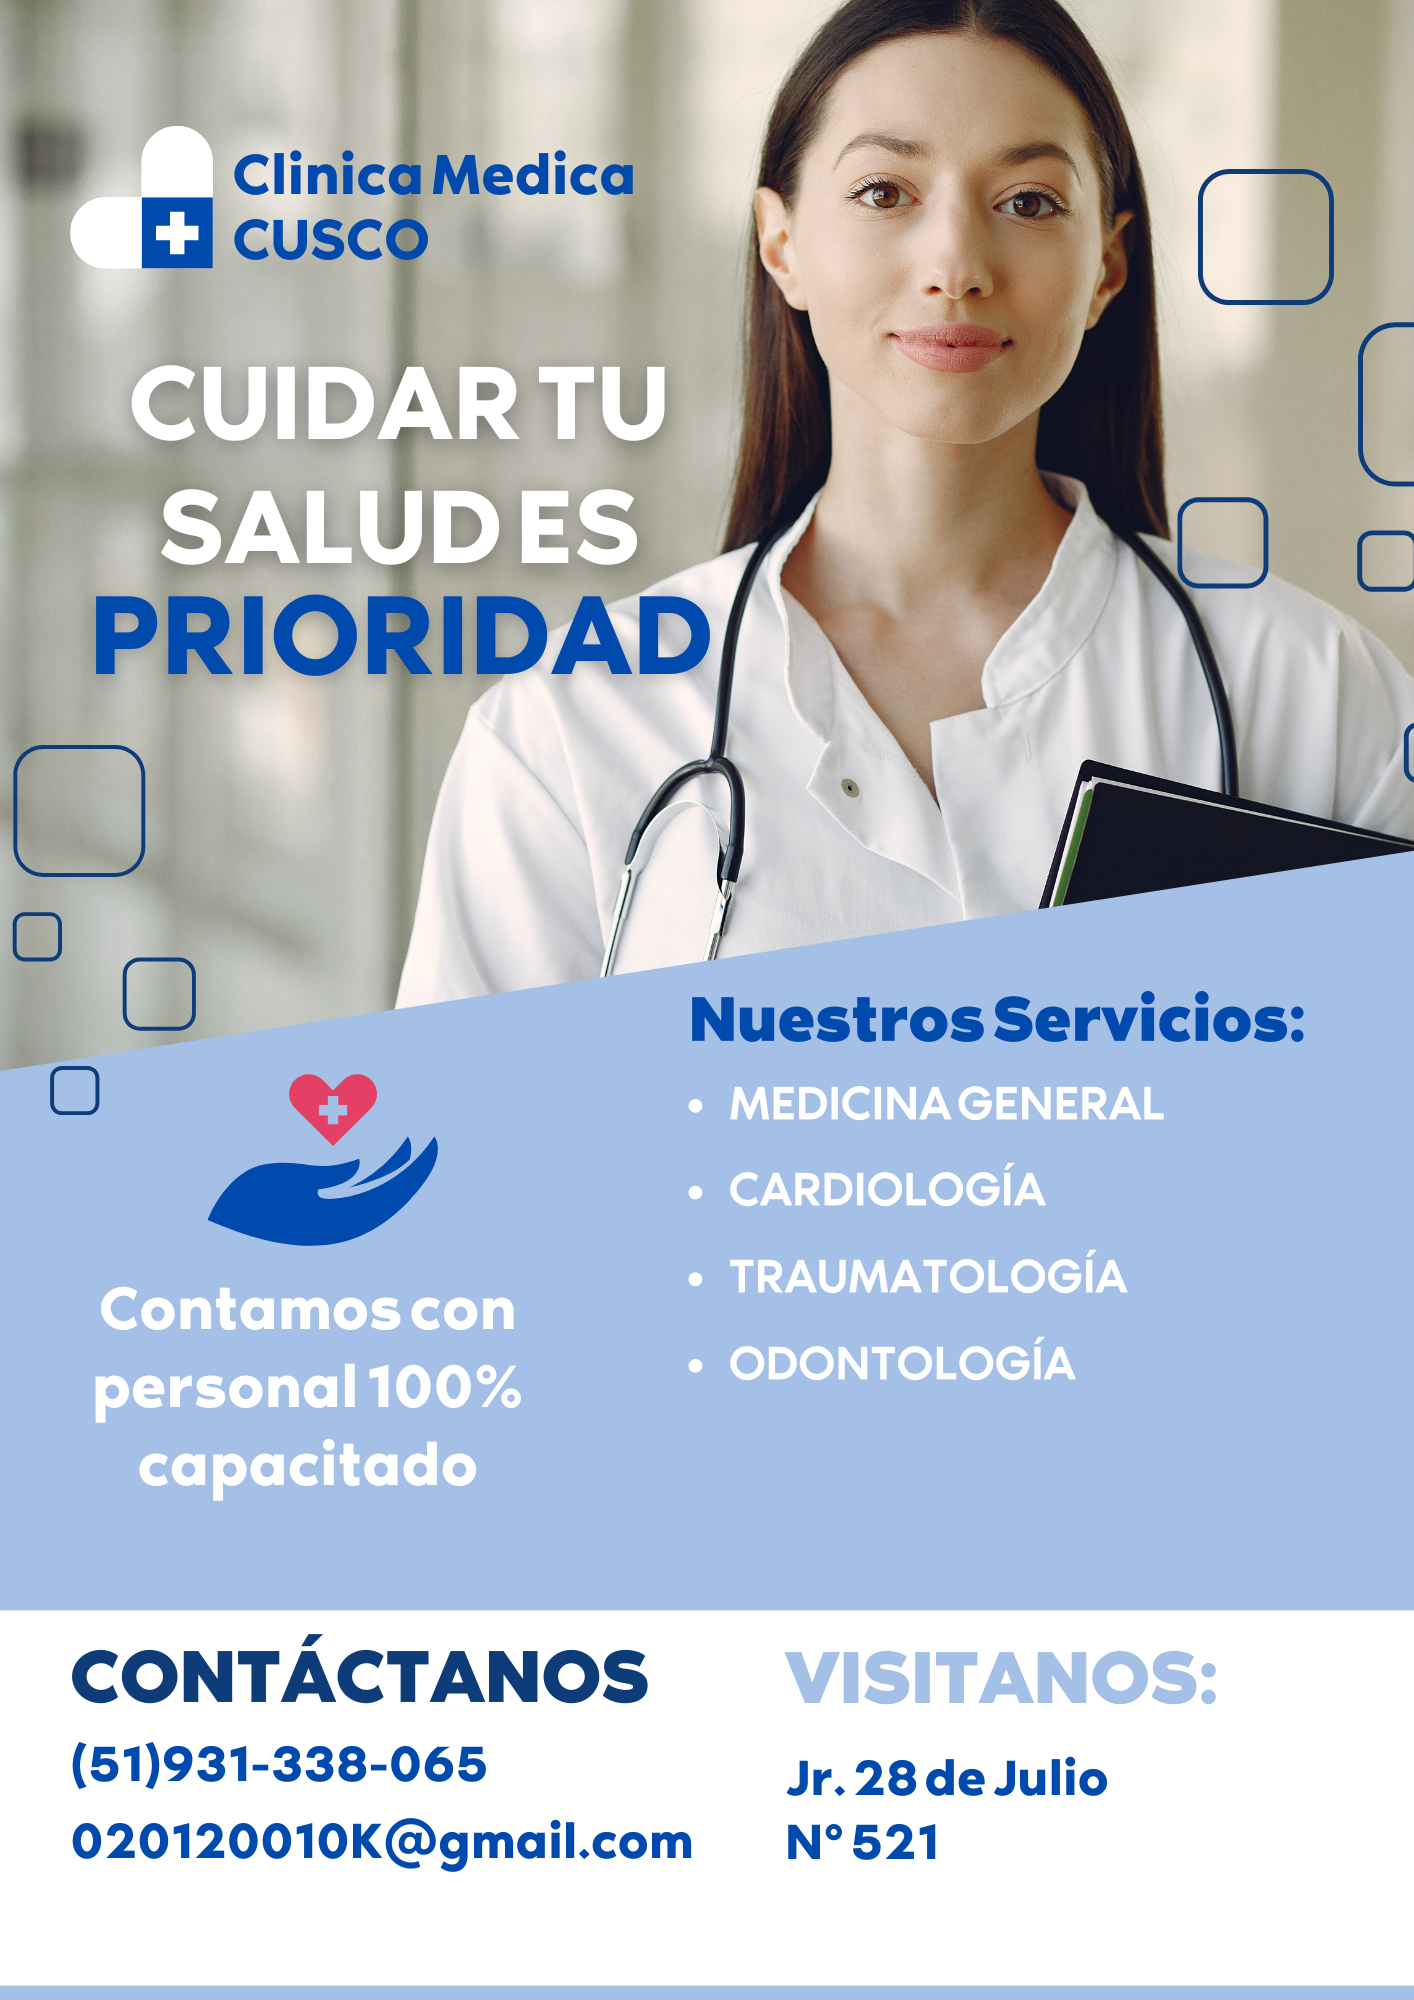 Clinica Medica
CUSCO
CUIDAR TU
SALUD ES
PRIORIDAD
Nuestros Servicios:
• MEDICINA GENERAL
• CARDIOLOGÍA
• TRAUMATOLOGÍA
• ODONTOLOGÍA
Contamos con
personal 100%
capacitado
CONTÁCTANOS
(51)931-338-065
020120010K@gmail.com
VISITANOS:
Jr. 28 de Julio
N° 521